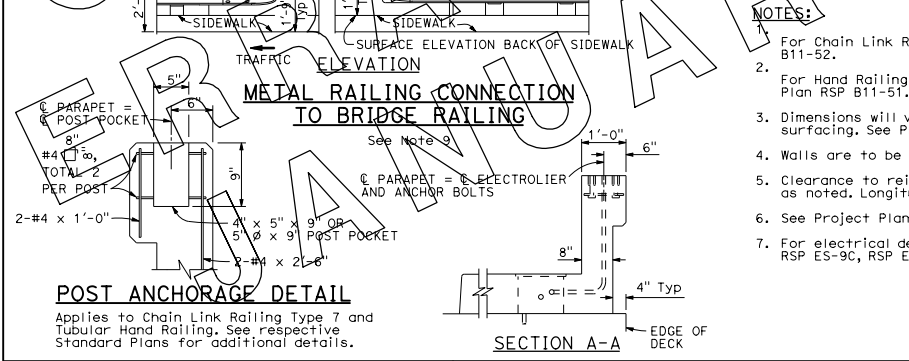 2'-
SIDEWALK
1'-9"
Typ
SIDEWALK
SURFACE ELEVATION BACK OF SIDEWALK
TRAFFIC
ELEVATION
METAL RAILING CONNECTION
TO BRIDGE RAILING
See Note 9
5"
6"
℄ PARAPET =
℄ POST POCKET
8"
#4 8",
TOTAL 2
PER POST
9"
2-#4 x 1'-0"
4" x 5" x 9" OR
5" ø x 9" POST POCKET
2-#4 x 2'-6"
POST ANCHORAGE DETAIL
Applies to Chain Link Railing Type 7 and
Tubular Hand Railing. See respective
Standard Plans for additional details.
1'-0"
6"
℄ PARAPET = ℄ ELECTROLIER
AND ANCHOR BOLTS
8"
4" Typ
EDGE OF
DECK
SECTION A-A
NOTES:
1.
For Chain Link R
B11-52.
2.
For Hand Railing
Plan RSP B11-51.
3. Dimensions will v
surfacing. See P
4. Walls are to be
5. Clearance to rei
as noted. Longit
6. See Project Plan
7. For electrical de
RSP ES-9C, RSP E